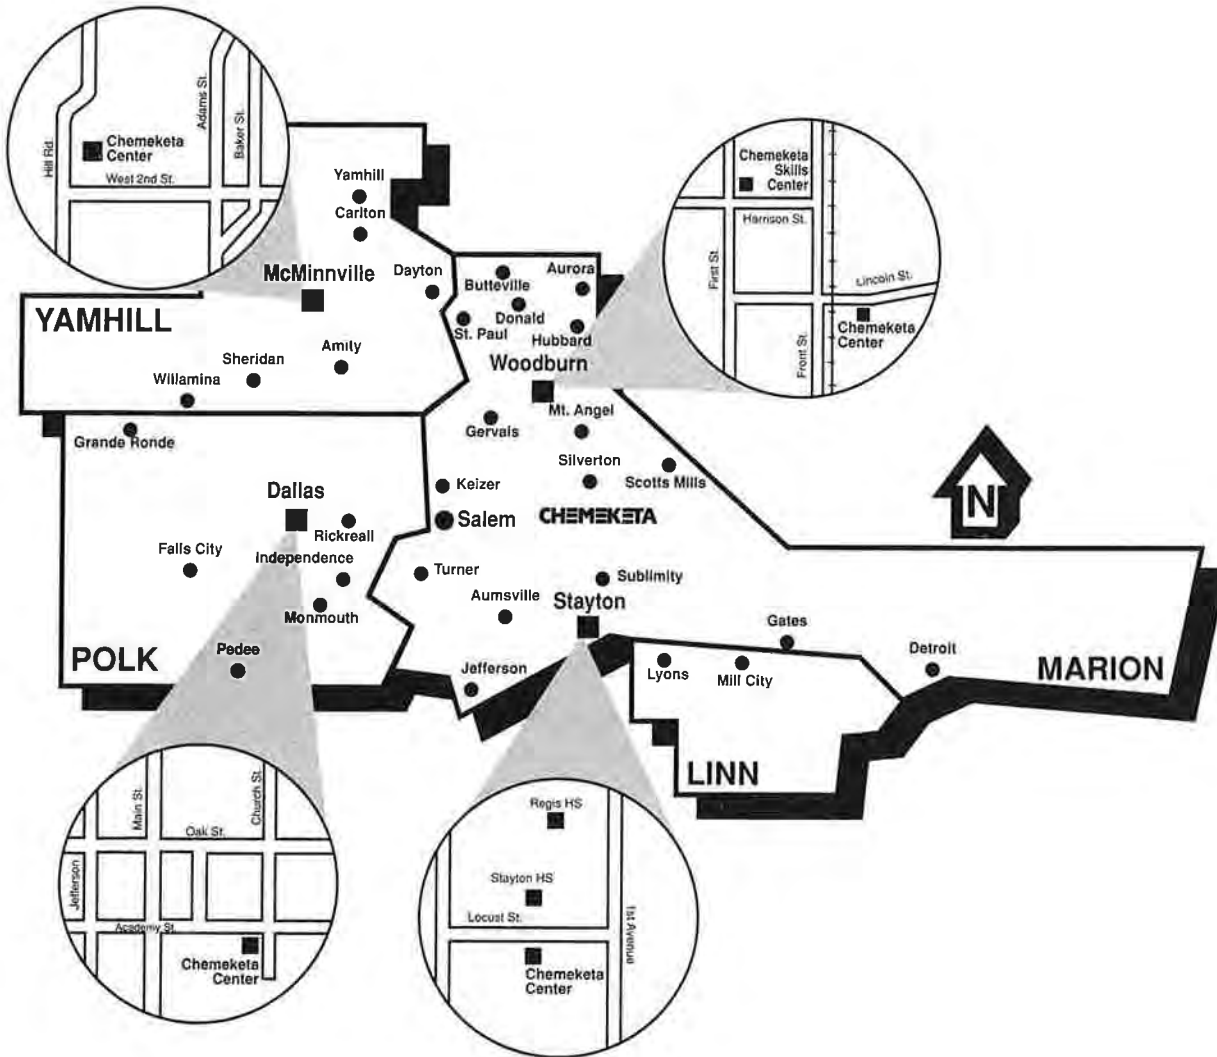 Hill Rd.
Adams St.
Baker St.
Chemeketa
Center
West 2nd St.
Yamhill
Carlton
McMinnville
Dayton
YAMHILL
Sheridan
Amity
Willamina
Butteville
Aurora
Donald
St. Paul
Hubbard
Woodburn
Mt. Angel
Gervais
Silverton
Scotts Mills
Chemeketa
Skills
Center
Harrison St.
First St.
Lincoln St.
Front St.
Chemeketa
Center
N
Grande Ronde
Dallas
Rickreall
Falls City
Independence
Monmouth
Pedee
POLK
Keizer
Salem
CHEMEKETA
Turner
Aumsville
Sublimity
Stayton
Jefferson
Gates
Lyons
Mill City
Detroit
MARION
LINN
Main St.
Church St.
Oak St.
Jefferson
Academy St.
Chemeketa
Center
Regis HS
Stayton HS
Locust St.
1st Avenue
Chemeketa
Center